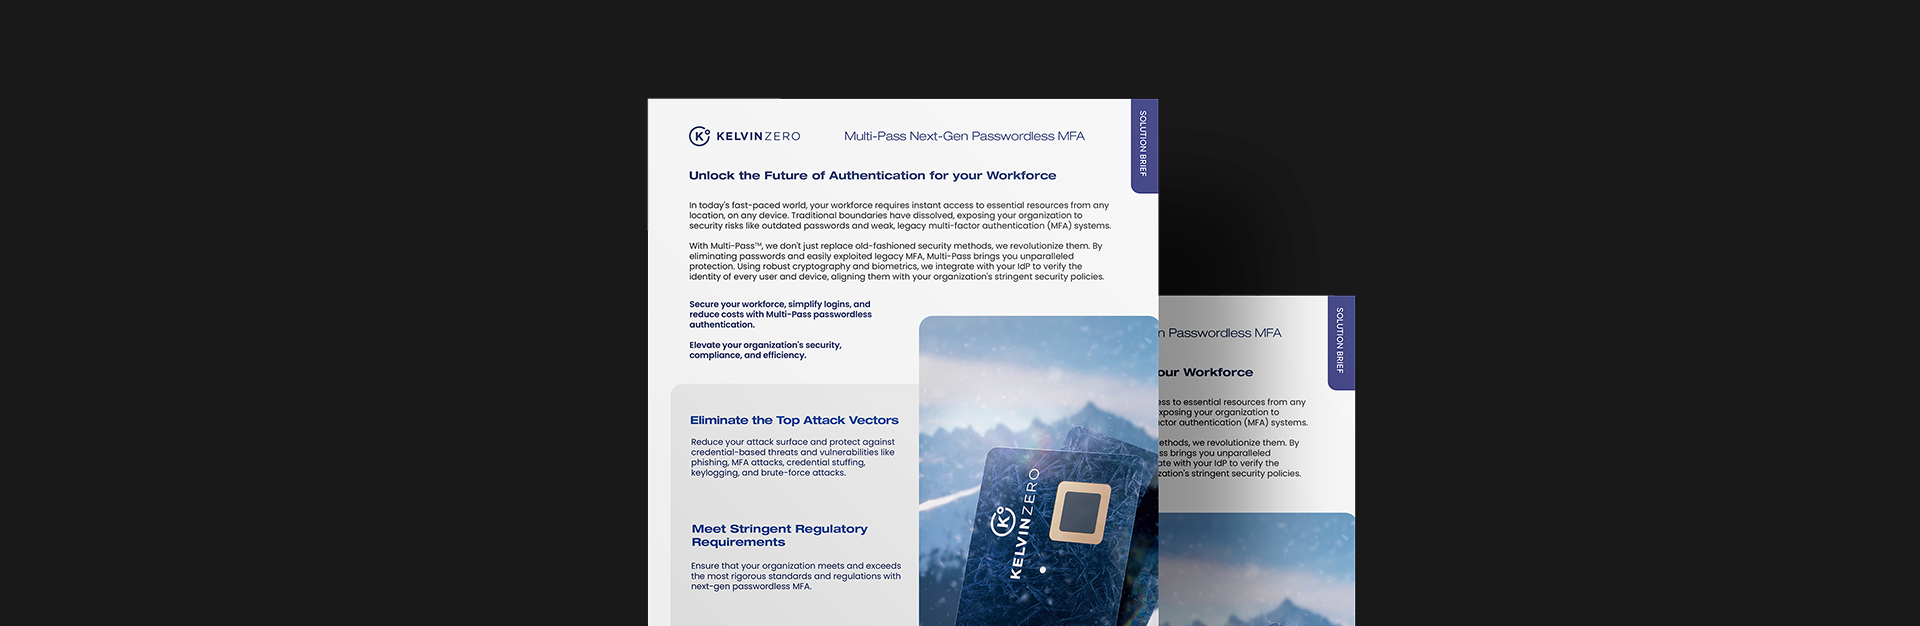 KELVINZERO
Multi-Pass Next-Gen Passwordless MFA
SOLUTION BRIEF
Unlock the Future of Authentication for your Workforce
In today's fast-paced world, your workforce requires instant access to essential resources from any
location, on any device. Traditional boundaries have dissolved, exposing your organization to
security risks like outdated passwords and weak, legacy multi-factor authentication (MFA) systems.
With Multi-Pass™, we don't just replace old-fashioned security methods, we revolutionize them. By
eliminating passwords and easily exploited legacy MFA, Multi-Pass brings you unparalleled
protection. Using robust cryptography and biometrics, we integrate with your IdP to verify the
identity of every user and device, aligning them with your organization's stringent security policies.
Secure your workforce, simplify logins, and
reduce costs with Multi-Pass passwordless
authentication.
Elevate your organization's security,
compliance, and efficiency.
Eliminate the Top Attack Vectors
Reduce your attack surface and protect against
credential-based threats and vulnerabilities like
phishing, MFA attacks, credential stuffing,
keylogging, and brute-force attacks.
Meet Stringent Regulatory
Requirements
Ensure that your organization meets and exceeds
the most rigorous standards and regulations with
next-gen passwordless MFA.
KELVINZERO
n Passwordless MFA
SOLUTION BRIEF
our Workforce
ess to essential resources from any
xposing your organization to
ctor authentication (MFA) systems.
ethods, we revolutionize them. By
ss brings you unparalleled
ate with your IdP to verify the
zation's stringent security policies.